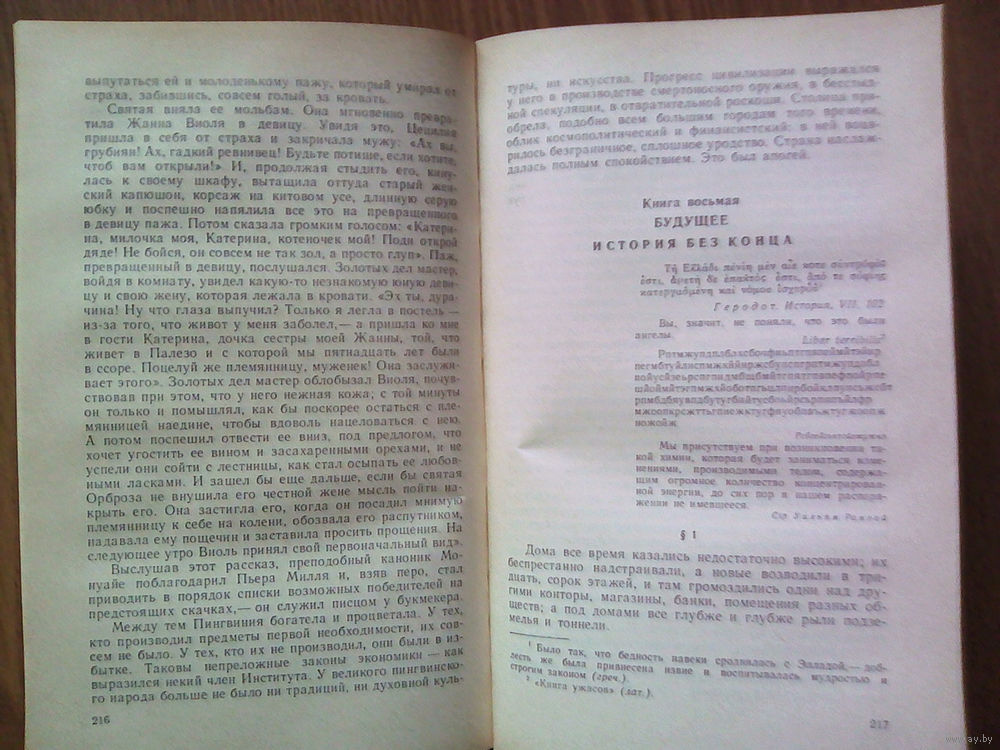 выпутаться ей и молоденькому пажу, который умирал от
страха, забившись, совсем голый, за кровать.
Святая вняла ее мольбам. Она мгновенно превра-
тила Жанна Виоля в девицу. Увидя это, Цецилия
пришла в себя от страха и закричала мужу: «Ах вы,
грубиян! Ах, гадкий ревнивец! Будьте потише, если хотите,
чтоб вам открыли!» И, продолжая стыдить его, кину-
лась к своему шкафу, вытащила оттуда старый жен-
ский капюшон, корсаж на китовом усе, длинную серую
юбку и поспешно напялила все это на превращенного
в девицу пажа. Потом сказала громким голосом: «Катери-
на, милочка моя, Катерина, котеночек мой! Поди открой
дяде! Не бойся, он совсем не так зол, а просто глуп». Паж,
превращенный в девицу, послушался. Золотых дел мастер,
войдя в комнату, увидел какую-то незнакомую юную деви-
цу и свою жену, которая лежала в кровати. «Эх ты, дура-
чина! Ну что глаза выпучил? Только я легла в постель —
из-за того, что живот у меня заболел,— а пришла ко мне
в гости Катерина, дочка сестры моей Жанны, той, что
живет в Палезо и с которой мы пятнадцать лет были
в ссоре. Поцелуй же племянницу, муженек! Она заслужи-
вает этого». Золотых дел мастер облобызал Виоля, почув-
ствовав при этом, что у него нежная кожа; с той минуты
он только и помышлял, как бы поскорее остаться с пле-
мянницей наедине, чтобы вдоволь нацеловаться с нею.
А потом поспешил отвести ее вниз, под предлогом, что
хочет угостить ее вином и засахаренными орехами, и не
успели они сойти с лестницы, как стал осыпать ее любов-
ными ласками. И зашел бы еще дальше, если бы святая
Орброза не внушила его честной жене мысль пойти на-
крыть его. Она застигла его, когда он посадил мнимую
племянницу к себе на колени, обозвала его распутником,
надавала ему пощечин и заставила просить прощения. На
следующее утро Виоль принял свой первоначальный вид».
Выслушав этот рассказ, преподобный каноник Мо-
нуайе поблагодарил Пьера Милля и, взяв перо, стал
приводить в порядок списки возможных победителей на
предстоящих скачках,— он служил писцом у букмекера.
Между тем Пингвиния богатела и процветала. У тех,
кто производил предметы первой необходимости, их сов-
сем не было. У тех, кто их не производил, они были в из-
бытке. Таковы непреложные законы экономики — как
выразился некий член Института. У великого пингвинско-
го народа больше не было ни традиций, ни духовной куль-
216
туры, ни искусства. Прогресс цивилизации выражался
у него в производстве смертоносного оружия, в бесстыд-
ной спекуляции, в отвратительной роскоши. Столица при-
обрела, подобно всем большим городам того времени,
облик космополитический и финансистский: в ней воца-
рилось безграничное, сплошное уродство. Страна наслаж-
далась полным спокойствием. Это был апогей.
Книга восьмая
БУДУЩЕЕ
ИСТОРИЯ БЕЗ КОНЦА
Геродот. История, VII, 102
Вы, значит, не поняли, что это были
ангелы.
Liber terribilis²
Мы присутствуем при возникновении та-
кой химии, которая будет заниматься изме-
нениями, производимыми телом, содержа-
щим огромное количество концентрирован-
ной энергии, до сих пор в нашем распоря-
жении не имевшееся.
Сэр Уильям Рамзей
§ 1
Дома все время казались недостаточно высокими; их
беспрестанно надстраивали, а новые возводили в три-
дцать, сорок этажей, и там громоздились одни над дру-
гими конторы, магазины, банки, помещения разных об-
ществ; а под домами все глубже и глубже рыли подзе-
мелья и тоннели.
¹ Было так, что бедность навеки сроднилась с Элладой,— доб-
лесть же была привнесена извне и воспитывалась мудростью и
строгим законом (греч.).
² «Книга ужасов» (лат.).
217
www.ay.by